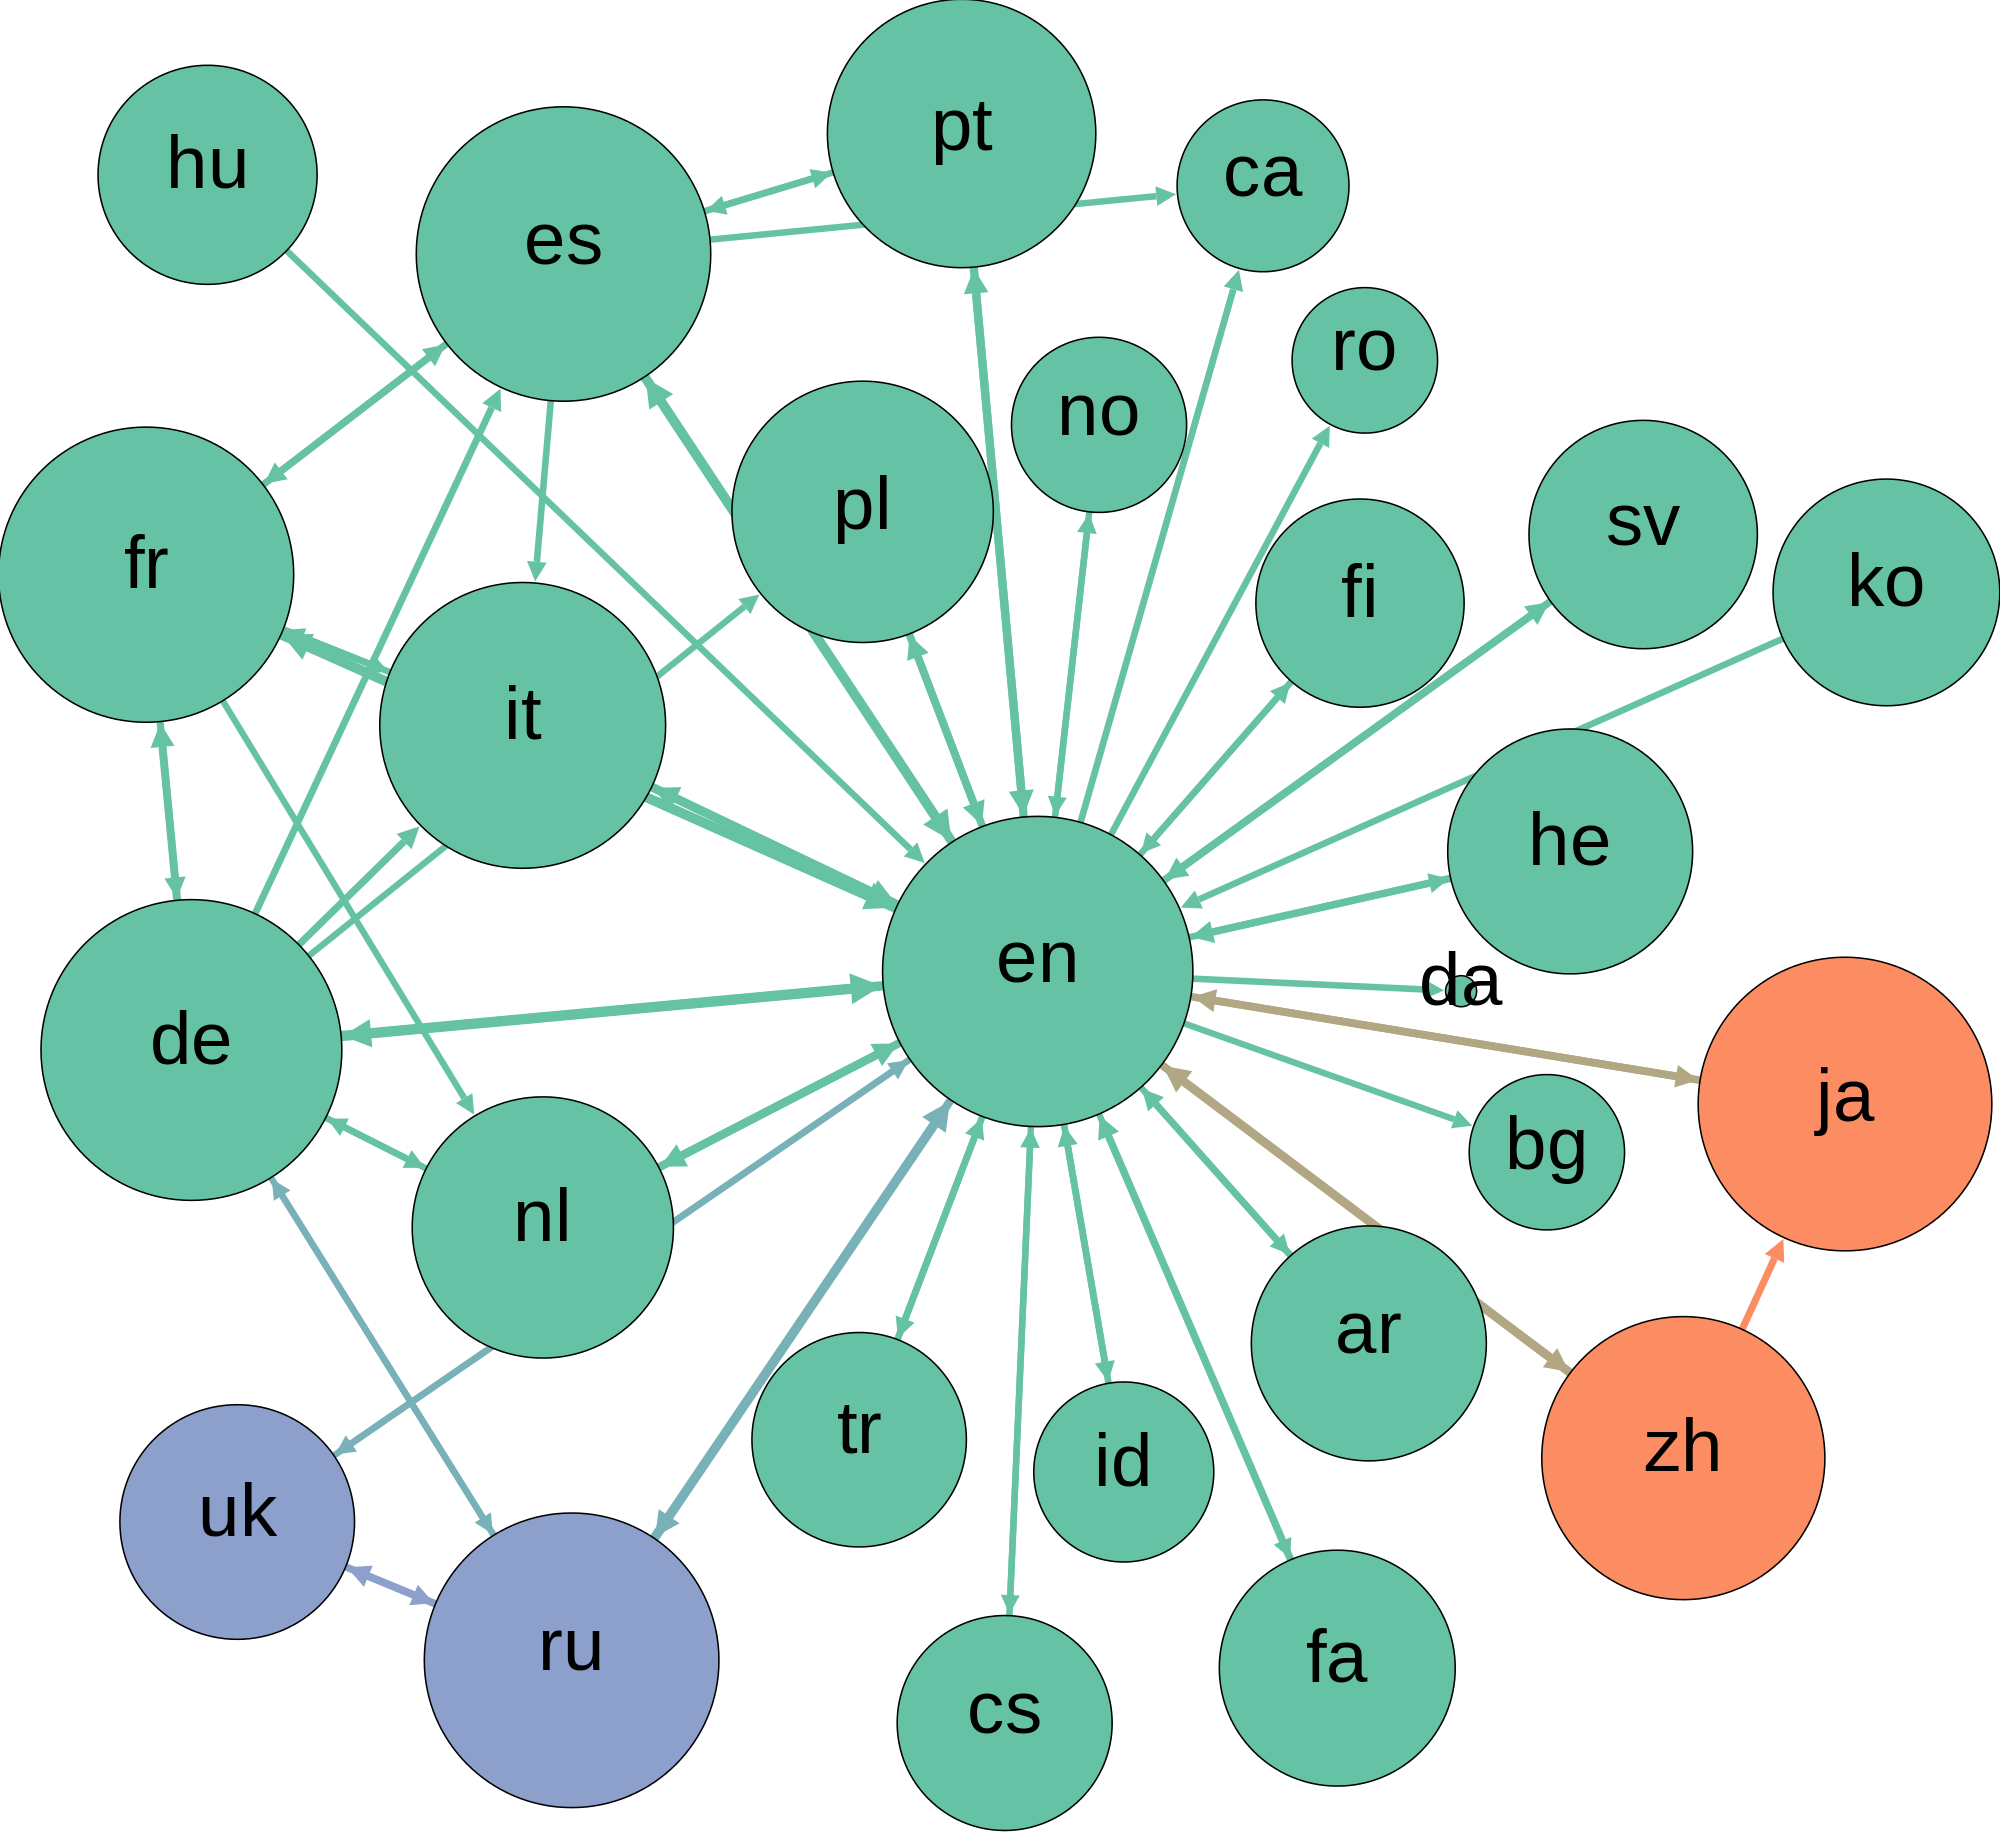 pt
hu
ca
es
ro
no
pl
sv
fr
ko
fi
it
he
en
da
de
ja
bg
nl
ar
tr
zh
id
uk
ru
fa
cs